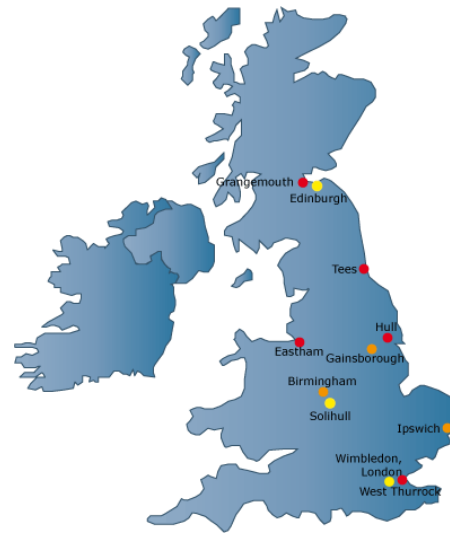 Grangemouth
Edinburgh
Tees
Hull
Eastham
Gainsborough
Birmingham
Solihull
Ipswich
Wimbledon,
London
West Thurrock